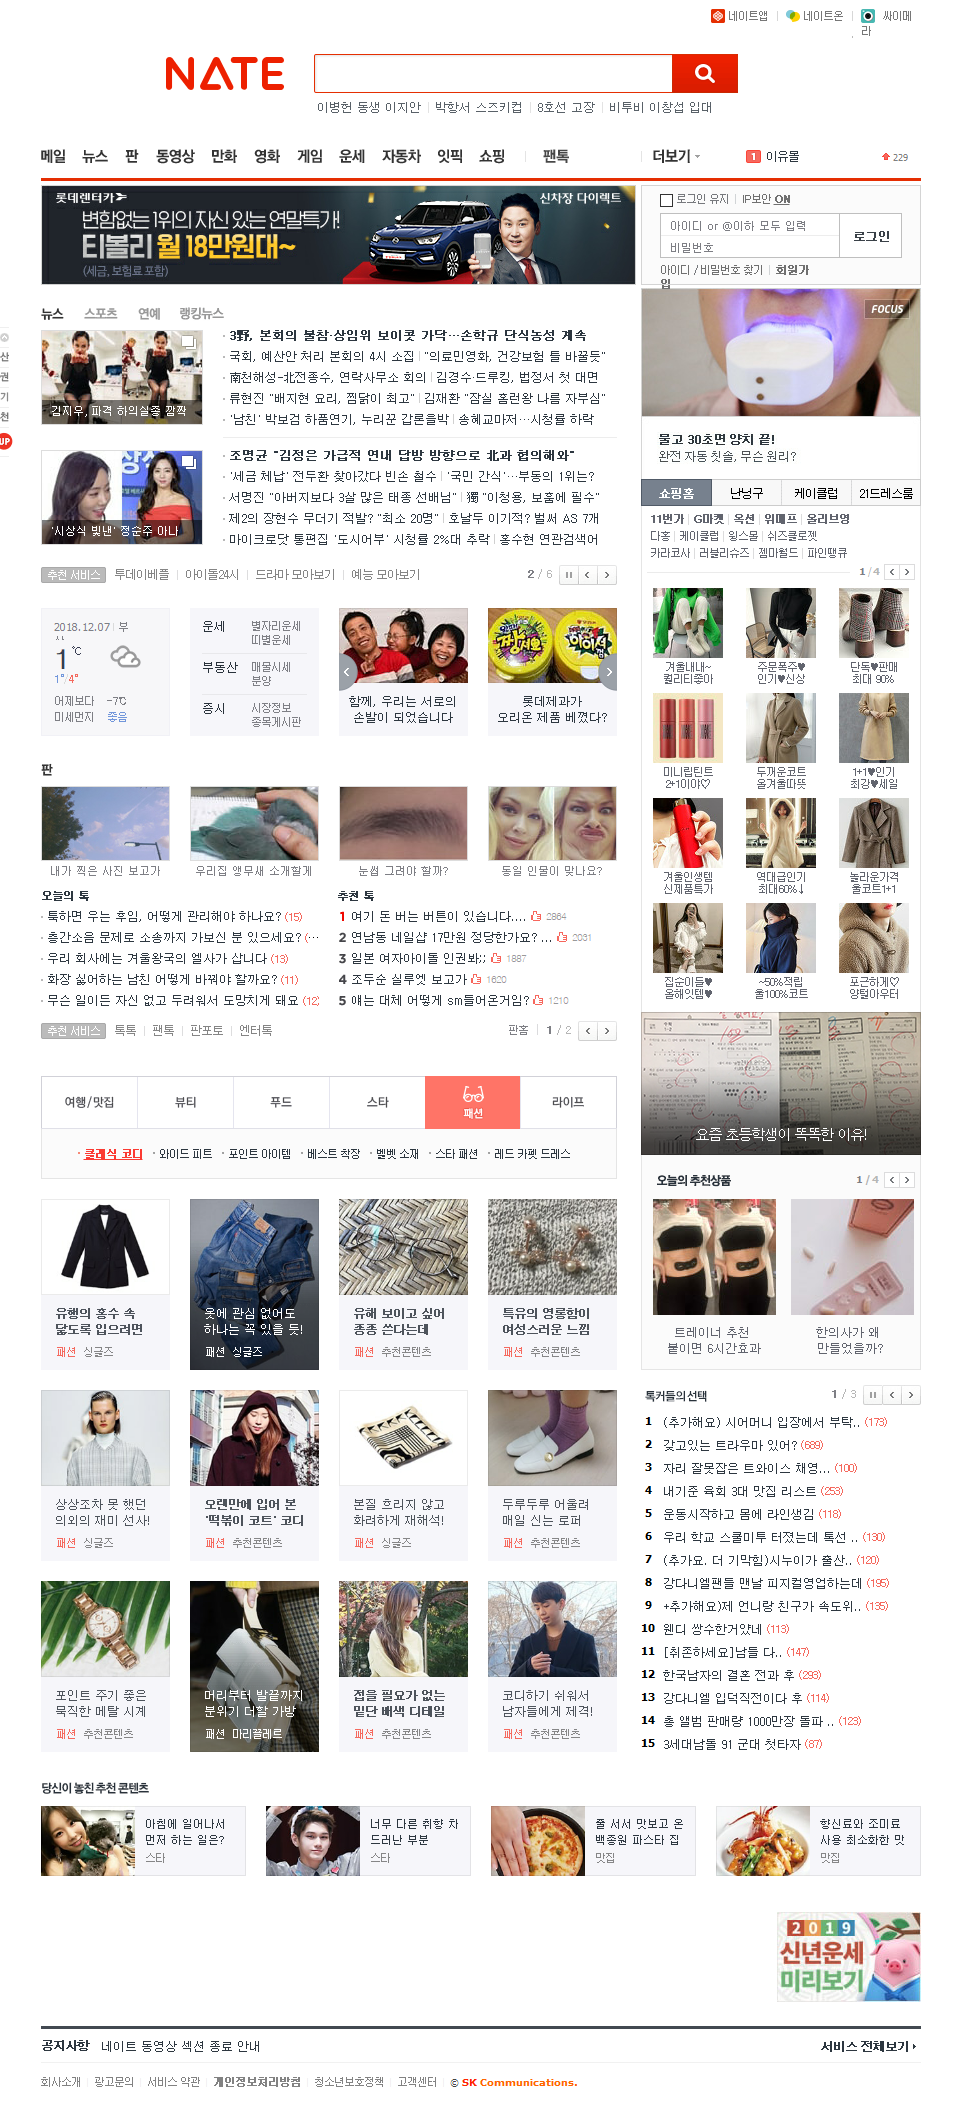 네이트앱 네이트온 싸이메라
NATE
이병헌 동생 이지안 박항서 스즈키컵 8호선 고장 비투비 이창섭 입대
메일 뉴스 판 동영상 만화 영화 게임 운세 자동차 잇픽 쇼핑 팬톡 더보기 1 이유몰 229
롯데렌터카 신차장 다이렉트
변함없는 1위의 자신 있는 연말특가!
티볼리 월 18만원대~
(세금, 보험료 포함)
로그인 유지 IP보안 ON
아이디 or @이하 모두 입력
비밀번호
로그인
아이디 / 비밀번호 찾기 회원가입
뉴스 스포츠 연예 랭킹뉴스
김지우, 파격 하의실종 깜짝
3野, 본회의 불참·상임위 보이콧 가닥…손학규 단식농성 계속
국회, 예산안 처리 본회의 4시 소집 "의료민영화, 건강보험 틀 바꿀듯"
南천해성-北전종수, 연락사무소 회의 김경수·드루킹, 법정서 첫 대면
류현진 "배지현 요리, 찜닭이 최고" 김재환 "잠실 홈런왕 나름 자부심"
'남친' 박보검 하품연기, 누리꾼 갑론을박 송혜교마저…시청률 하락
'시상식 빛낸' 정순주 아나
조명균 "김정은 가급적 연내 답방 방향으로 北과 협의해와"
'세금 체납' 전두환 찾아갔다 빈손 철수 '국민 간식'…부동의 1위는?
서명진 "아버지보다 3살 많은 태종 선배님" 獨 "이청용, 보훔에 필수"
제2의 장현수 무더기 적발? "최소 20명" 호날두 이기적? 벌써 AS 7개
마이크로닷 통편집 '도시어부' 시청률 2%대 추락 홍수현 연관검색어
추천 서비스 투데이베플 아이돌24시 드라마 모아보기 예능 모아보기 2 / 6
산
권
기
천
UP
FOCUS
물고 30초면 양치 끝!
완전 자동 칫솔, 무슨 원리?
쇼핑홈 난닝구 케이클럽 21드레스룸
11번가 G마켓 옥션 위메프 올리브영
다홍 케이클럽 윙스몰 쉬즈클로젯
카라코사 러블리슈즈 젬마월드 파인땡큐
1 / 4
2018.12.07 부산
1℃
1°/4°
어제보다 -7℃
미세먼지 좋음
운세 별자리운세
띠별운세
부동산 매물시세
분양
증시 시장정보
종목게시판
함께, 우리는 서로의
손발이 되었습니다
롯데제과가
오리온 제품 베꼈다?
겨울내내~
퀄리티좋아
주문폭주♥
인기♥신상
단독♥판매
최대 90%
미니립틴트
2+1이야♡
두꺼운코트
올겨울따뜻
1+1♥인기
최강♥세일
겨울인생템
신제품특가
역대급인기
최대60%↓
놀라운가격
울코트1+1
집순이들♥
올해잇템♥
~50%적립
울100%코트
포근하게♡
양털아우터
판
내가 찍은 사진 보고가
우리집 앵무새 소개할게
눈썹 그려야 할까?
동일 인물이 맞나요?
오늘의 톡
톡하면 우는 후임, 어떻게 관리해야 하나요? (15)
층간소음 문제로 소송까지 가보신 분 있으세요? (…
우리 회사에는 겨울왕국의 엘사가 삽니다 (13)
화장 싫어하는 남친 어떻게 바꿔야 할까요? (11)
무슨 일이든 자신 없고 두려워서 도망치게 돼요 (12)
추천 톡
1 여기 돈 버는 버튼이 있습니다.... 2864
2 연남동 네일샵 17만원 정당한가요? ... 2031
3 일본 여자아이돌 인권봐;; 1887
4 조두순 실루엣 보고가 1620
5 얘는 대체 어떻게 sm들어온거임? 1210
추천 서비스 톡톡 팬톡 판포토 엔터톡 판홈 1 / 2
요즘 초등학생이 똑똑한 이유!
여행/맛집 뷰티 푸드 스타 패션 라이프
클래식 코디 와이드 피트 포인트 아이템 베스트 학장 벨벳 소재 스타 패션 레드 카펫 드레스
유행의 홍수 속
닳도록 입으려면
패션 싱글즈
옷에 관심 없어도
하나는 꼭 있을 듯!
패션 싱글즈
유해 보이고 싶어
종종 쓴다는데
패션 추천콘텐츠
특유의 영롱함이
여성스러운 느낌
패션 추천콘텐츠
상상조차 못 했던
의외의 재미 선사!
패션 싱글즈
오랜만에 입어 본
'떡볶이 코트' 코디
패션 추천콘텐츠
본질 흐리지 않고
화려하게 재해석!
패션 싱글즈
두루두루 어울려
매일 신는 로퍼
패션 추천콘텐츠
포인트 주기 좋은
묵직한 메탈 시계
패션 추천콘텐츠
머리부터 발끝까지
분위기 더할 가방
패션 마리끌레르
접을 필요가 없는
밑단 배색 디테일
패션 추천콘텐츠
코디하기 쉬워서
남자들에게 제격!
패션 추천콘텐츠
오늘의 추천상품 1 / 4
트레이너 추천
붙이면 6시간효과
한의사가 왜
만들었을까?
톡커들의 선택 1 / 3
1 (추가해요) 시어머니 입장에서 부탁.. (173)
2 갖고있는 트라우마 있어? (689)
3 자리 잘못잡은 트와이스 채영... (100)
4 내기준 육회 3대 맛집 리스트 (253)
5 운동시작하고 몸에 라인생김 (118)
6 우리 학교 스쿨미투 터졌는데 톡선 .. (130)
7 (추가요. 더 기막힘)시누이가 출산.. (120)
8 강다니엘팬들 맨날 피지컬영업하는데 (195)
9 +추가해요)제 언니랑 친구가 속도위.. (135)
10 웬디 쌍수한거얐네 (113)
11 [취존하세요]남들 다.. (147)
12 한국남자의 결혼 전과 후 (293)
13 강다니엘 입덕직전이다 후 (114)
14 총 앨범 판매량 1000만장 돌파 .. (123)
15 3세대남돌 91 군대 첫타자 (87)
당신이 놓친 추천 콘텐츠
아침에 일어나서
먼저 하는 일은?
스타
너무 다른 취향 차
드러난 부분
스타
줄 서서 맛보고 온
백종원 파스타 집
맛집
향신료와 조미료
사용 최소화한 맛
맛집
2019
신년운세
미리보기
공지사항 네이트 동영상 섹션 종료 안내 서비스 전체보기
회사소개 광고문의 서비스 약관 개인정보처리방침 청소년보호정책 고객센터 © SK Communications.